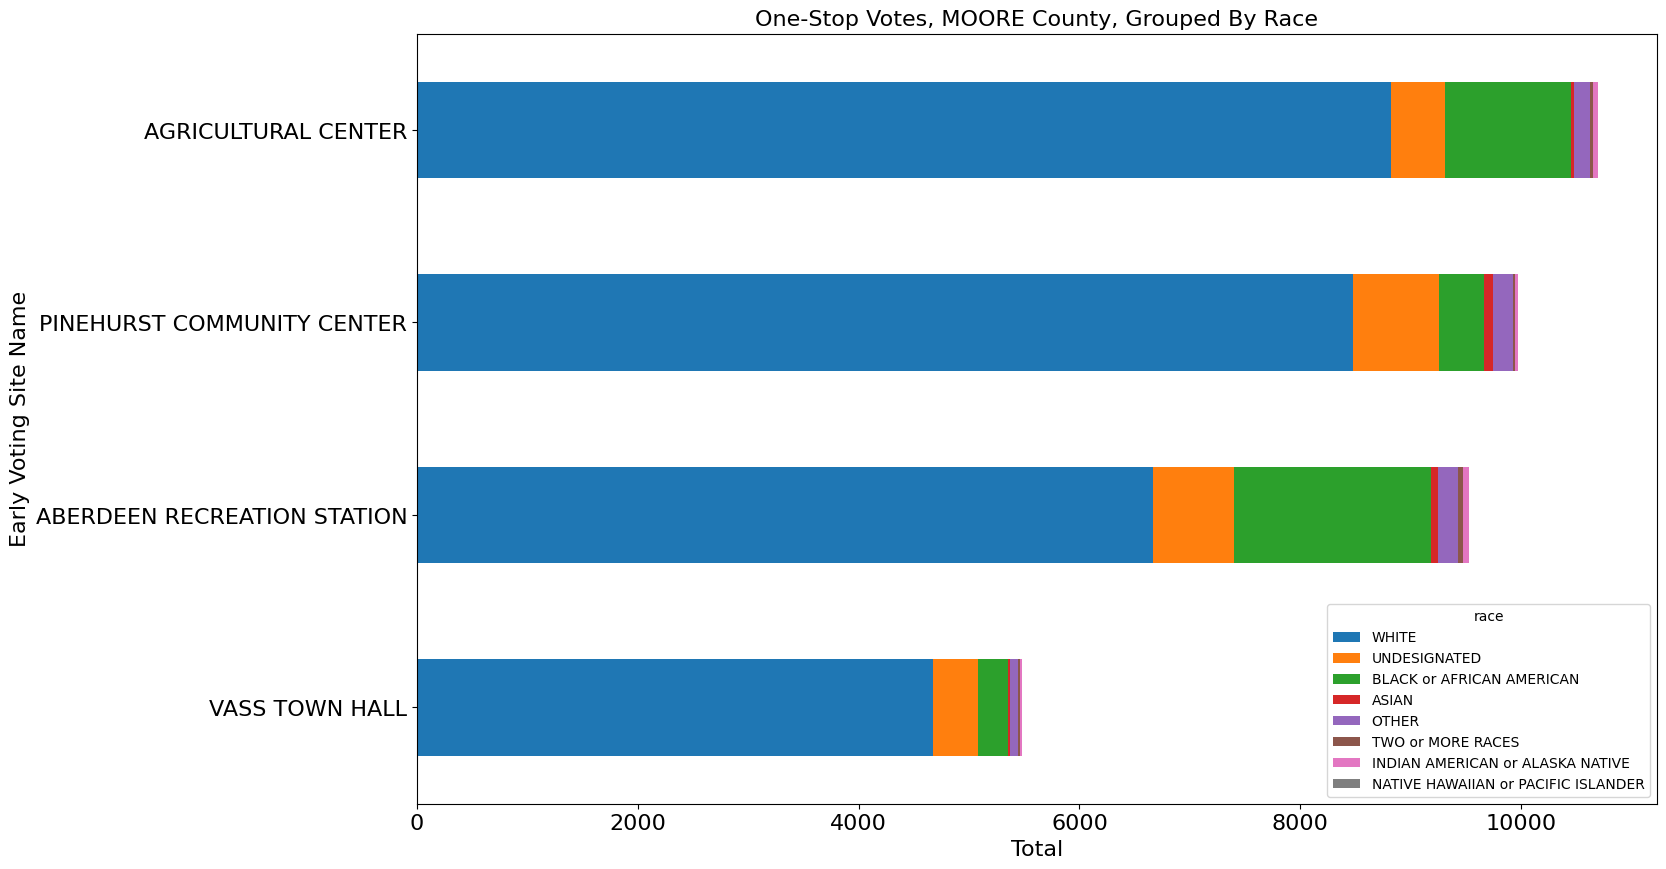 One-Stop Votes, MOORE County, Grouped By Race
Early Voting Site Name
AGRICULTURAL CENTER
PINEHURST COMMUNITY CENTER
ABERDEEN RECREATION STATION
VASS TOWN HALL
race
WHITE
UNDESIGNATED
BLACK or AFRICAN AMERICAN
ASIAN
OTHER
TWO or MORE RACES
INDIAN AMERICAN or ALASKA NATIVE
NATIVE HAWAIIAN or PACIFIC ISLANDER
0 2000 4000 6000 8000 10000
Total